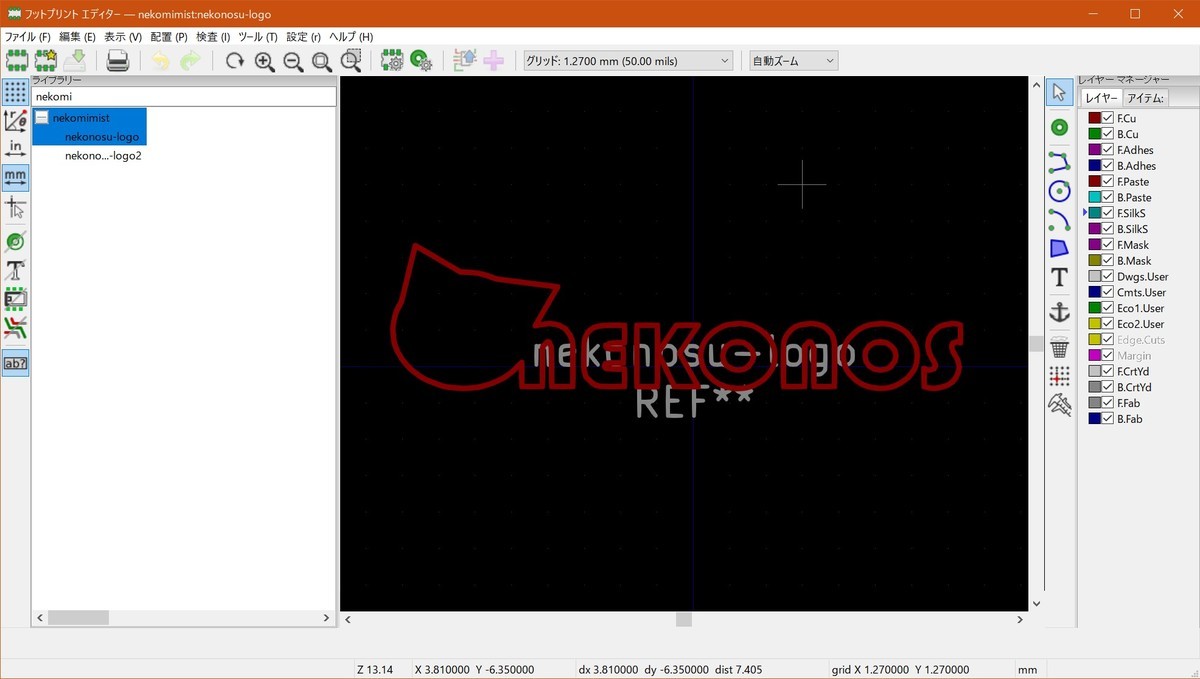 フットプリント エディター — nekomimist:nekonosu-logo
ファイル (F) 編集 (E) 表示 (V) 配置 (P) 検査 (I) ツール (T) 設定 (r) ヘルプ (H)
グリッド: 1.2700 mm (50.00 mils) 自動ズーム
ライブラリー
nekomi
nekomimist
nekonosu-logo
nekono...-logo2
in
mm
ab?
nekonosu-logo
NEKONOS
REF**
T
レイヤー マネージャー
レイヤー アイテム:
F.Cu
B.Cu
F.Adhes
B.Adhes
F.Paste
B.Paste
F.SilkS
B.SilkS
F.Mask
B.Mask
Dwgs.User
Cmts.User
Eco1.User
Eco2.User
Edge.Cuts
Margin
F.CrtYd
B.CrtYd
F.Fab
B.Fab
Z 13.14 X 3.810000 Y -6.350000 dx 3.810000 dy -6.350000 dist 7.405 grid X 1.270000 Y 1.270000 mm